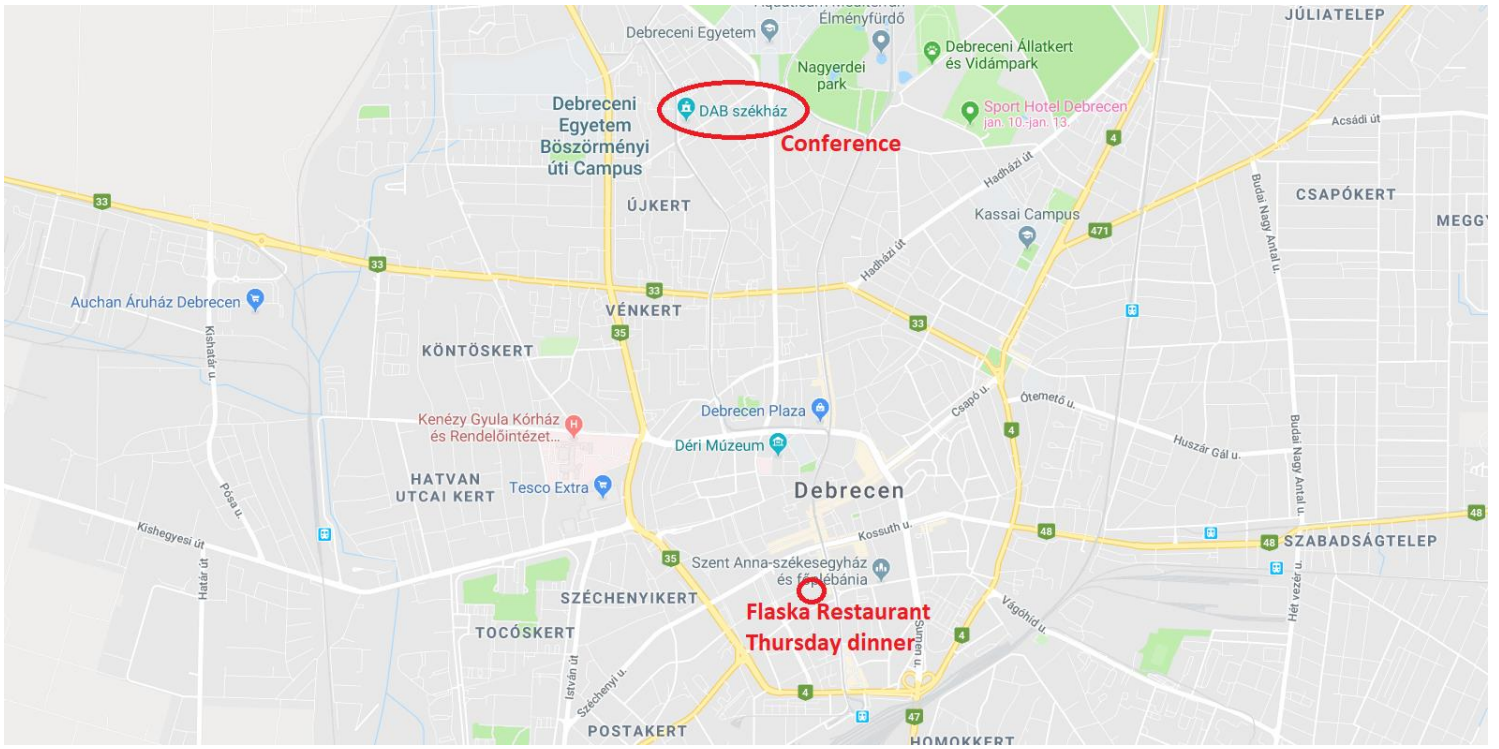 JÚLIATELEP
Élményfürdő
Debreceni Egyetem
Debreceni Állatkert
és Vidámpark
Nagyerdei
park
Debreceni
Egyetem
Böszörményi
úti Campus
DAB székház
Sport Hotel Debrecen
jan. 10.-jan. 13.
Conference
Acsádi út
4
Hadházi út
Budai Nagy Antal u.
CSAPÓKERT
33
ÚJKERT
Kassai Campus
MEGGY
471
33
Hadházi út
Auchan Áruház Debrecen
33
VÉNKERT
33
35
4
Kishatár u.
KÖNTÖSKERT
Csapó u.
Ótemető u.
Debrecen Plaza
Kenézy Gyula Kórház
és Rendelőintézet...
4
Huszár Gál u.
Déri Múzeum
Budai Nagy Antal u.
HATVAN
UTCAI KERT
Tesco Extra
Debrecen
Pósa u.
48
Kishegyesi út
Kossuth u.
48
48
SZABADSÁGTELEP
35
Szent Anna-székesegyház
és főplébánia
Határ út
SZÉCHENYIKERT
Flaska Restaurant
Thursday dinner
Vágóhíd u.
Hét vezér u.
TOCÓSKERT
Sumen u.
4
István út
Széchenyi u.
4
47
POSTAKERT
HOMOKKERT